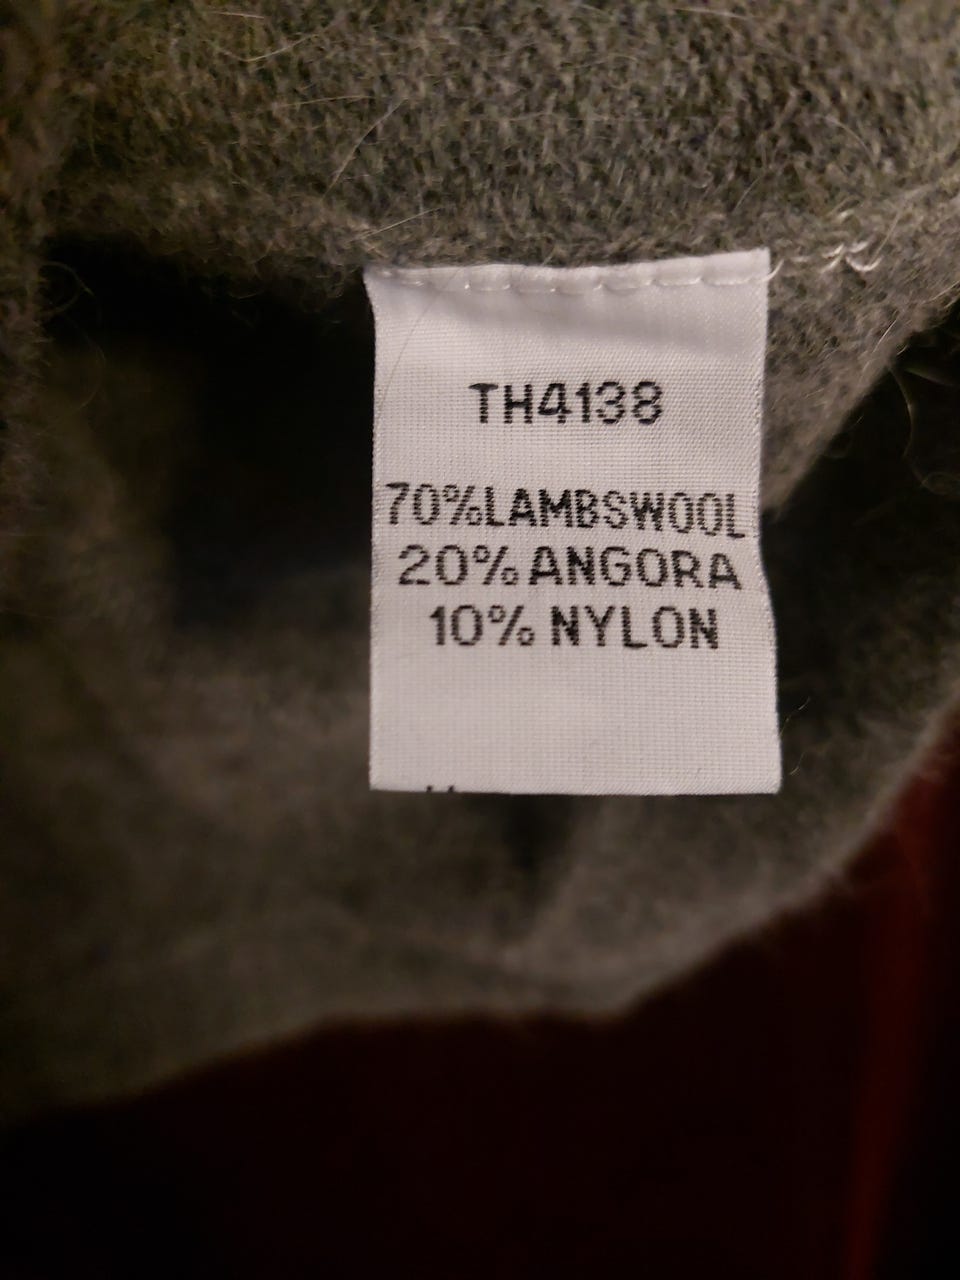 TH4138
70%LAMBSWOOL
20% ANGORA
10% NYLON